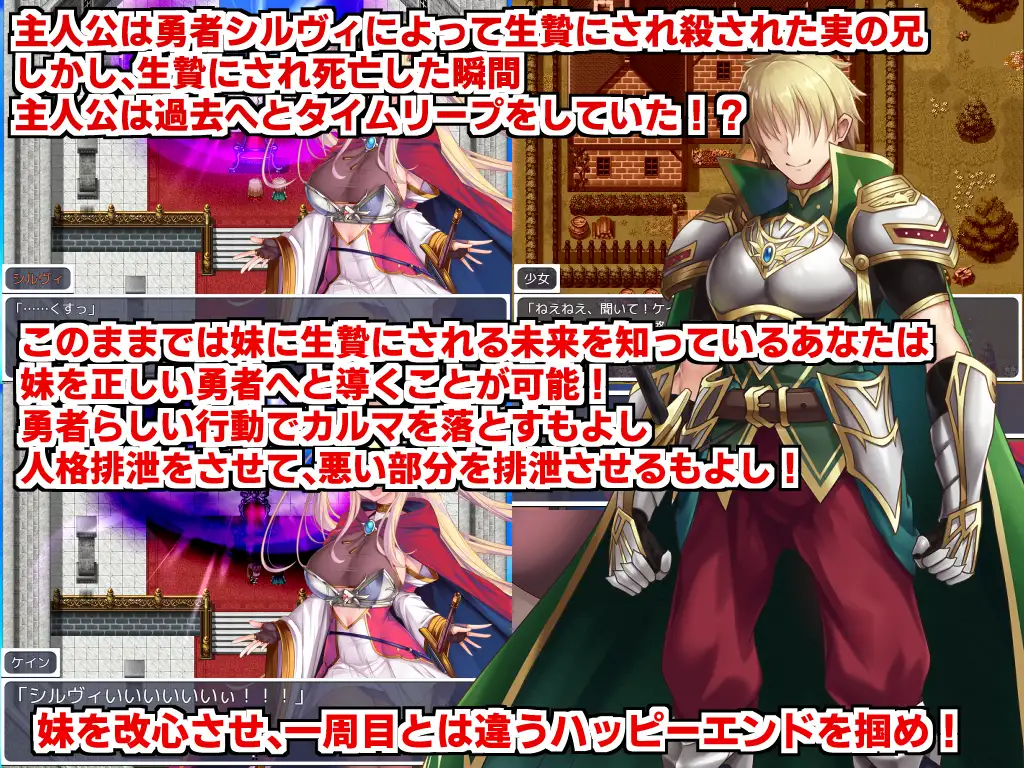 主人公は勇者シルヴィによって生贄にされ殺された実の兄
しかし、生贄にされ死亡した瞬間
主人公は過去へとタイムリープをしていた！？
シルヴィ
「……くすっ」
少女
「ねえねえ、聞いて！ケイ
このままでは妹に生贄にされる未来を知っているあなたは
妹を正しい勇者へと導くことが可能！
勇者らしい行動でカルマを落とすもよし
人格排泄をさせて、悪い部分を排泄させるもよし！
ケイン
「シルヴィいいいいいいぃ！！！」
妹を改心させ、一周目とは違うハッピーエンドを掴め！